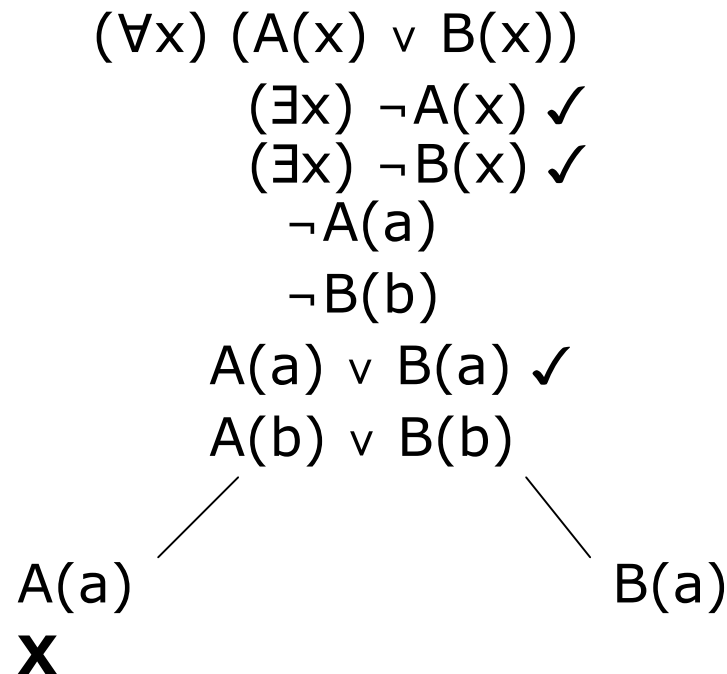 (∀x) (A(x) ∨ B(x))
(∃x) ¬A(x) ✓
(∃x) ¬B(x) ✓
¬A(a)
¬B(b)
A(a) ∨ B(a) ✓
A(b) ∨ B(b)
A(a) B(a)
X